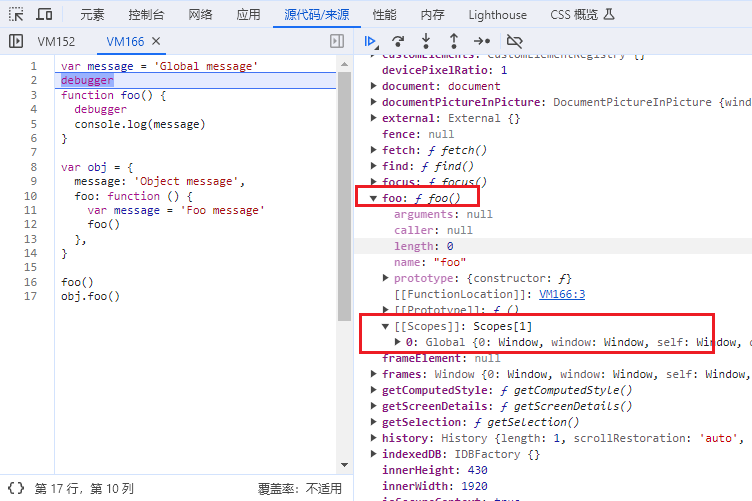 元素 控制台 网络 应用 源代码/来源 性能 内存 Lighthouse CSS 概览
VM152 VM166 ×
1 var message = 'Global message'
2 debugger
3 function foo() {
4 debugger
5 console.log(message)
6 }
7
8 var obj = {
9 message: 'Object message',
10 foo: function () {
11 var message = 'Foo message'
12 foo()
13 },
14 }
15
16 foo()
17 obj.foo()
{} 第 17 行，第 10 列 覆盖率：不适用
customElements: CustomElementRegistry {}
devicePixelRatio: 1
document: document
documentPictureInPicture: DocumentPictureInPicture {wind
external: External {}
fence: null
fetch: ƒ fetch()
find: ƒ find()
focus: ƒ focus()
foo: ƒ foo()
arguments: null
caller: null
length: 0
name: "foo"
prototype: {constructor: ƒ}
[[FunctionLocation]]: VM166:3
[[Prototype]]: ƒ ()
[[Scopes]]: Scopes[1]
0: Global {0: Window, window: Window, self: Window,
frameElement: null
frames: Window {0: Window, window: Window, self: Window,
getComputedStyle: ƒ getComputedStyle()
getScreenDetails: ƒ getScreenDetails()
getSelection: ƒ getSelection()
history: History {length: 1, scrollRestoration: 'auto',
indexedDB: IDBFactory {}
innerHeight: 430
innerWidth: 1920
isSecureContext: true